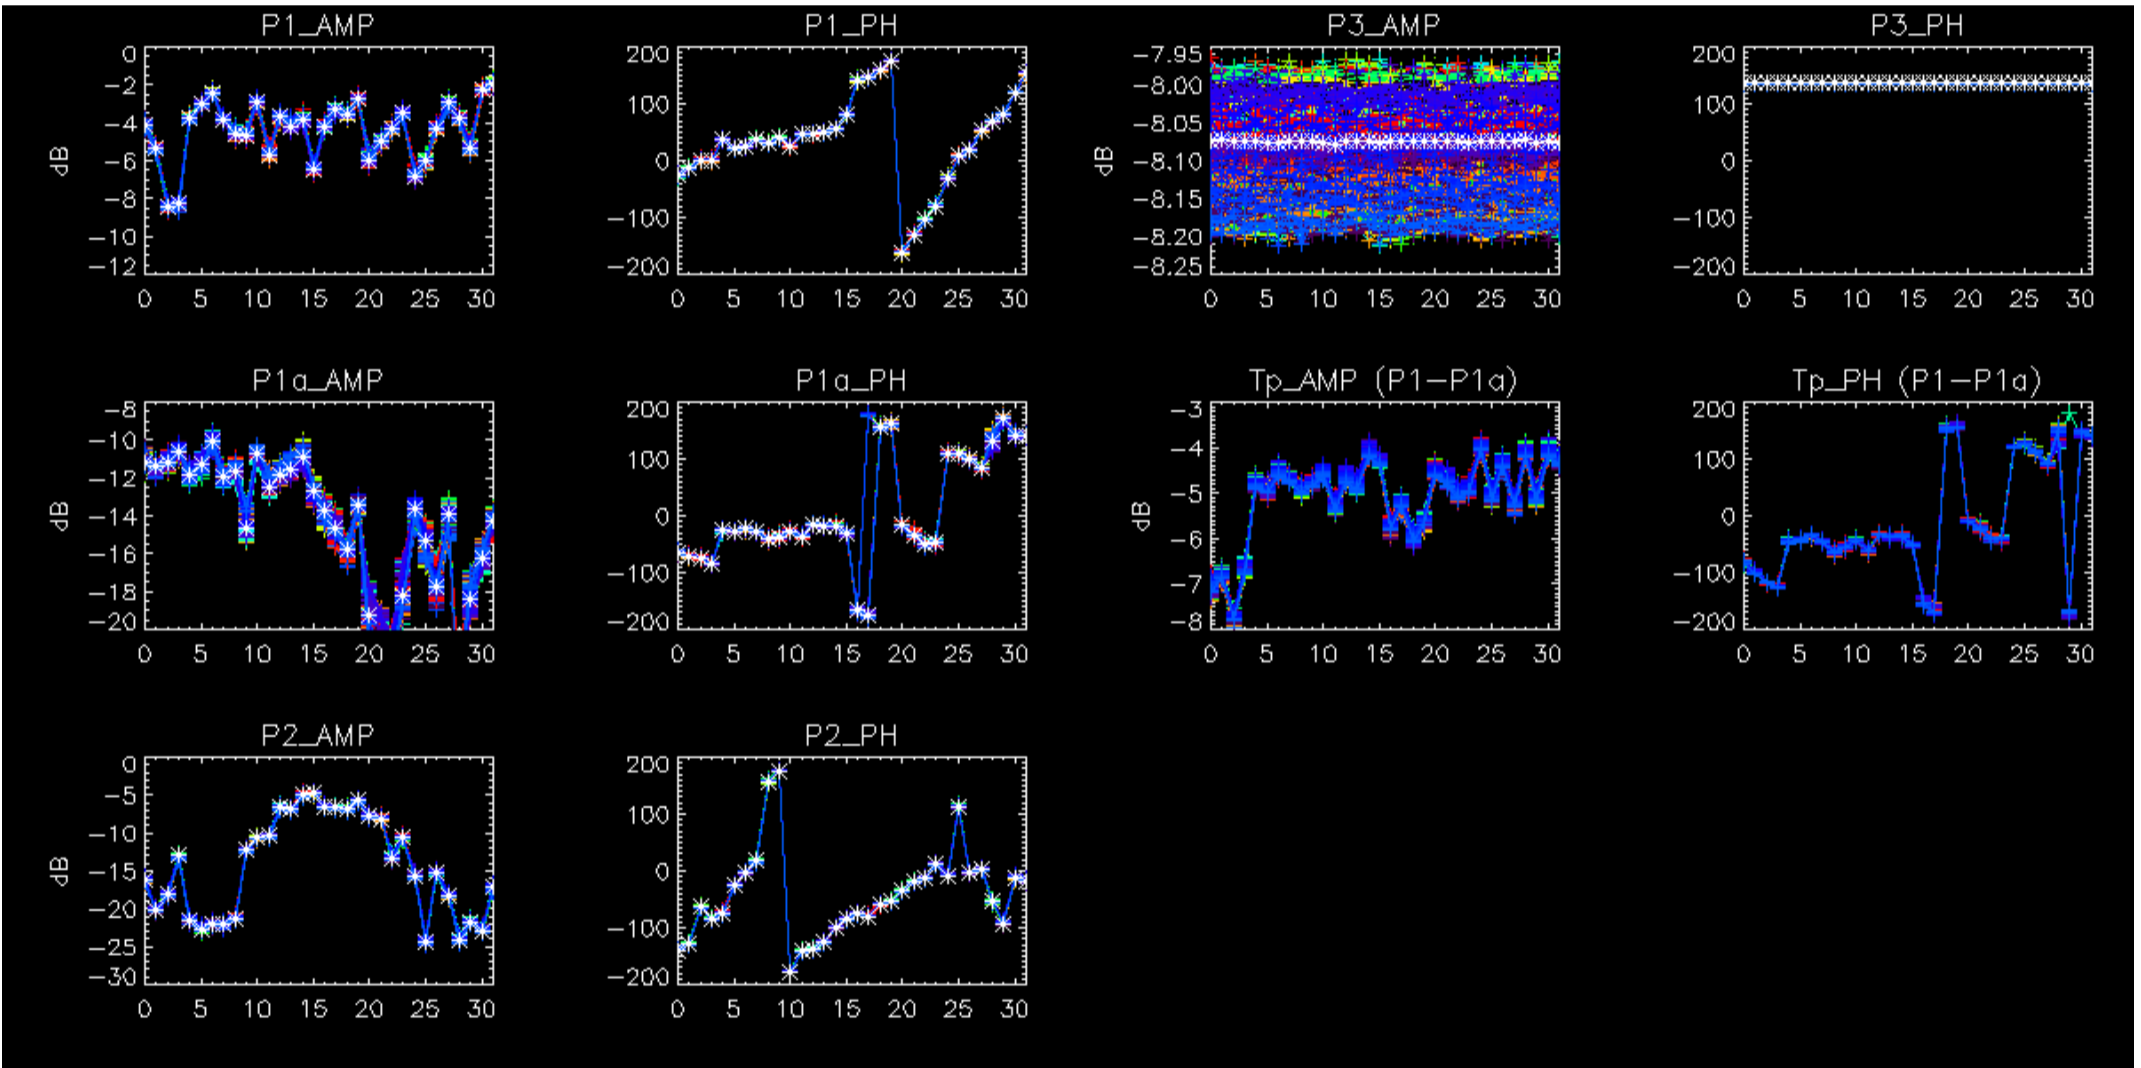 P1_AMP
dB
0
−2
−4
−6
−8
−10
−12
0 5 10 15 20 25 30
P1_PH
200
100
0
−100
−200
0 5 10 15 20 25 30
P3_AMP
dB
−7.95
−8.00
−8.05
−8.10
−8.15
−8.20
−8.25
0 5 10 15 20 25 30
P3_PH
200
100
0
−100
−200
0 5 10 15 20 25 30
P1a_AMP
dB
−8
−10
−12
−14
−16
−18
−20
0 5 10 15 20 25 30
P1a_PH
200
100
0
−100
−200
0 5 10 15 20 25 30
Tp_AMP (P1−P1a)
dB
−3
−4
−5
−6
−7
−8
0 5 10 15 20 25 30
Tp_PH (P1−P1a)
200
100
0
−100
−200
0 5 10 15 20 25 30
P2_AMP
dB
0
−5
−10
−15
−20
−25
−30
0 5 10 15 20 25 30
P2_PH
200
100
0
−100
−200
0 5 10 15 20 25 30